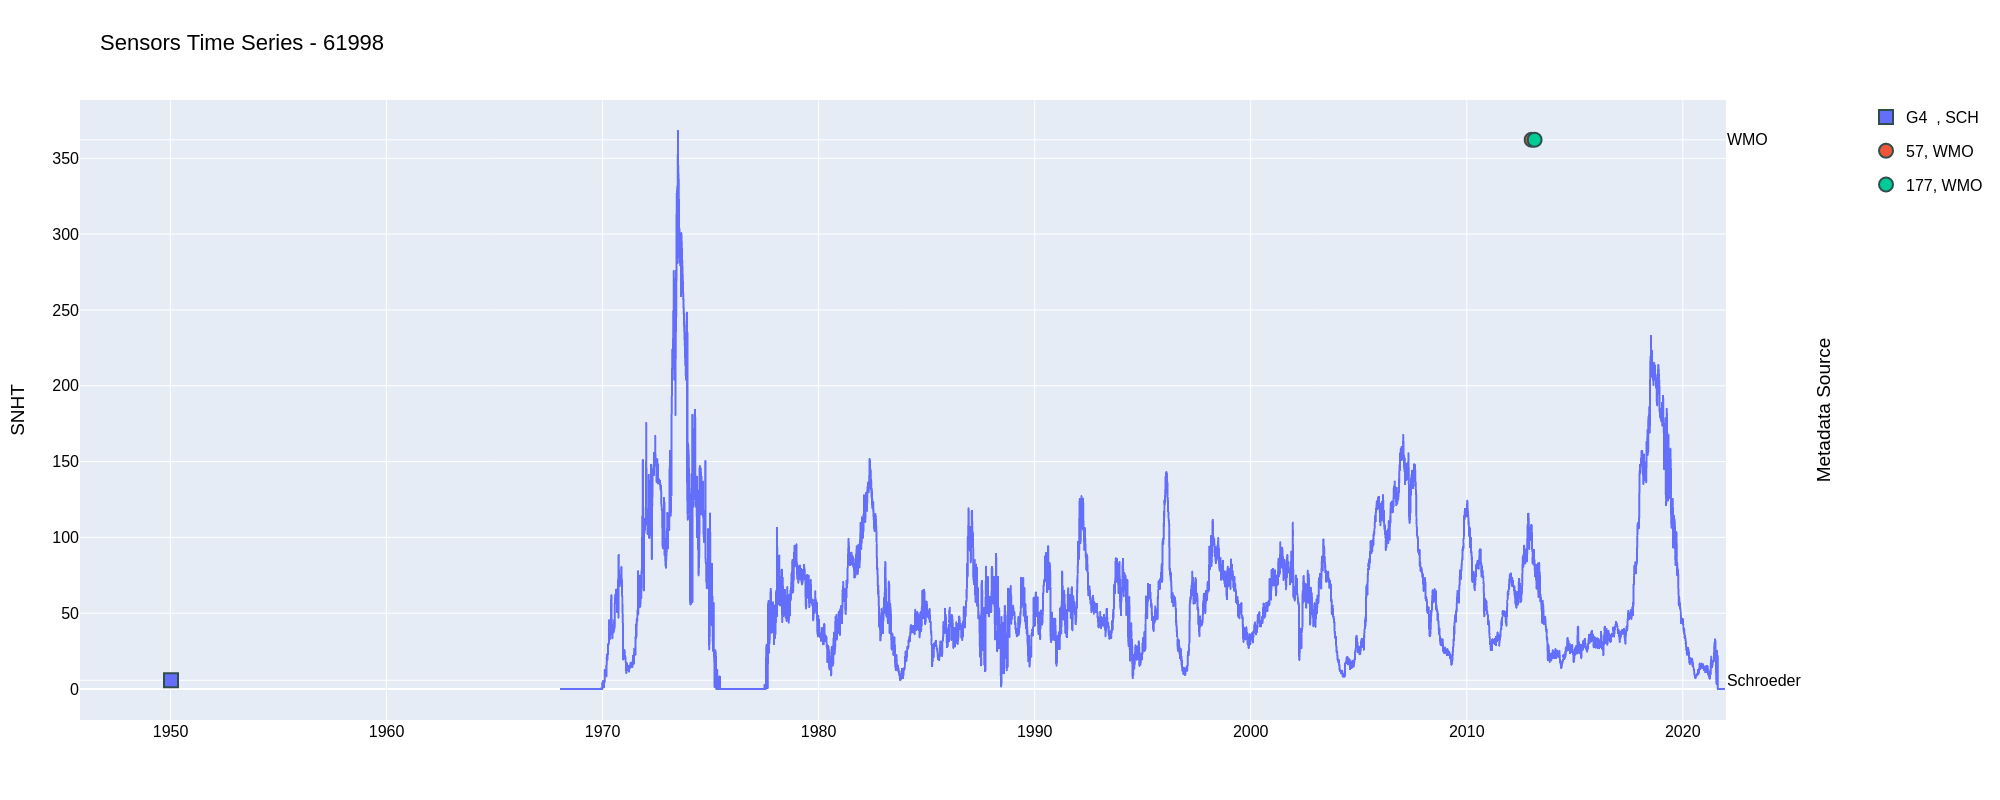 Sensors Time Series - 61998
G4  , SCH
57, WMO
177, WMO
WMO
Schroeder
Metadata Source
SNHT
350
300
250
200
150
100
50
0
1950
1960
1970
1980
1990
2000
2010
2020